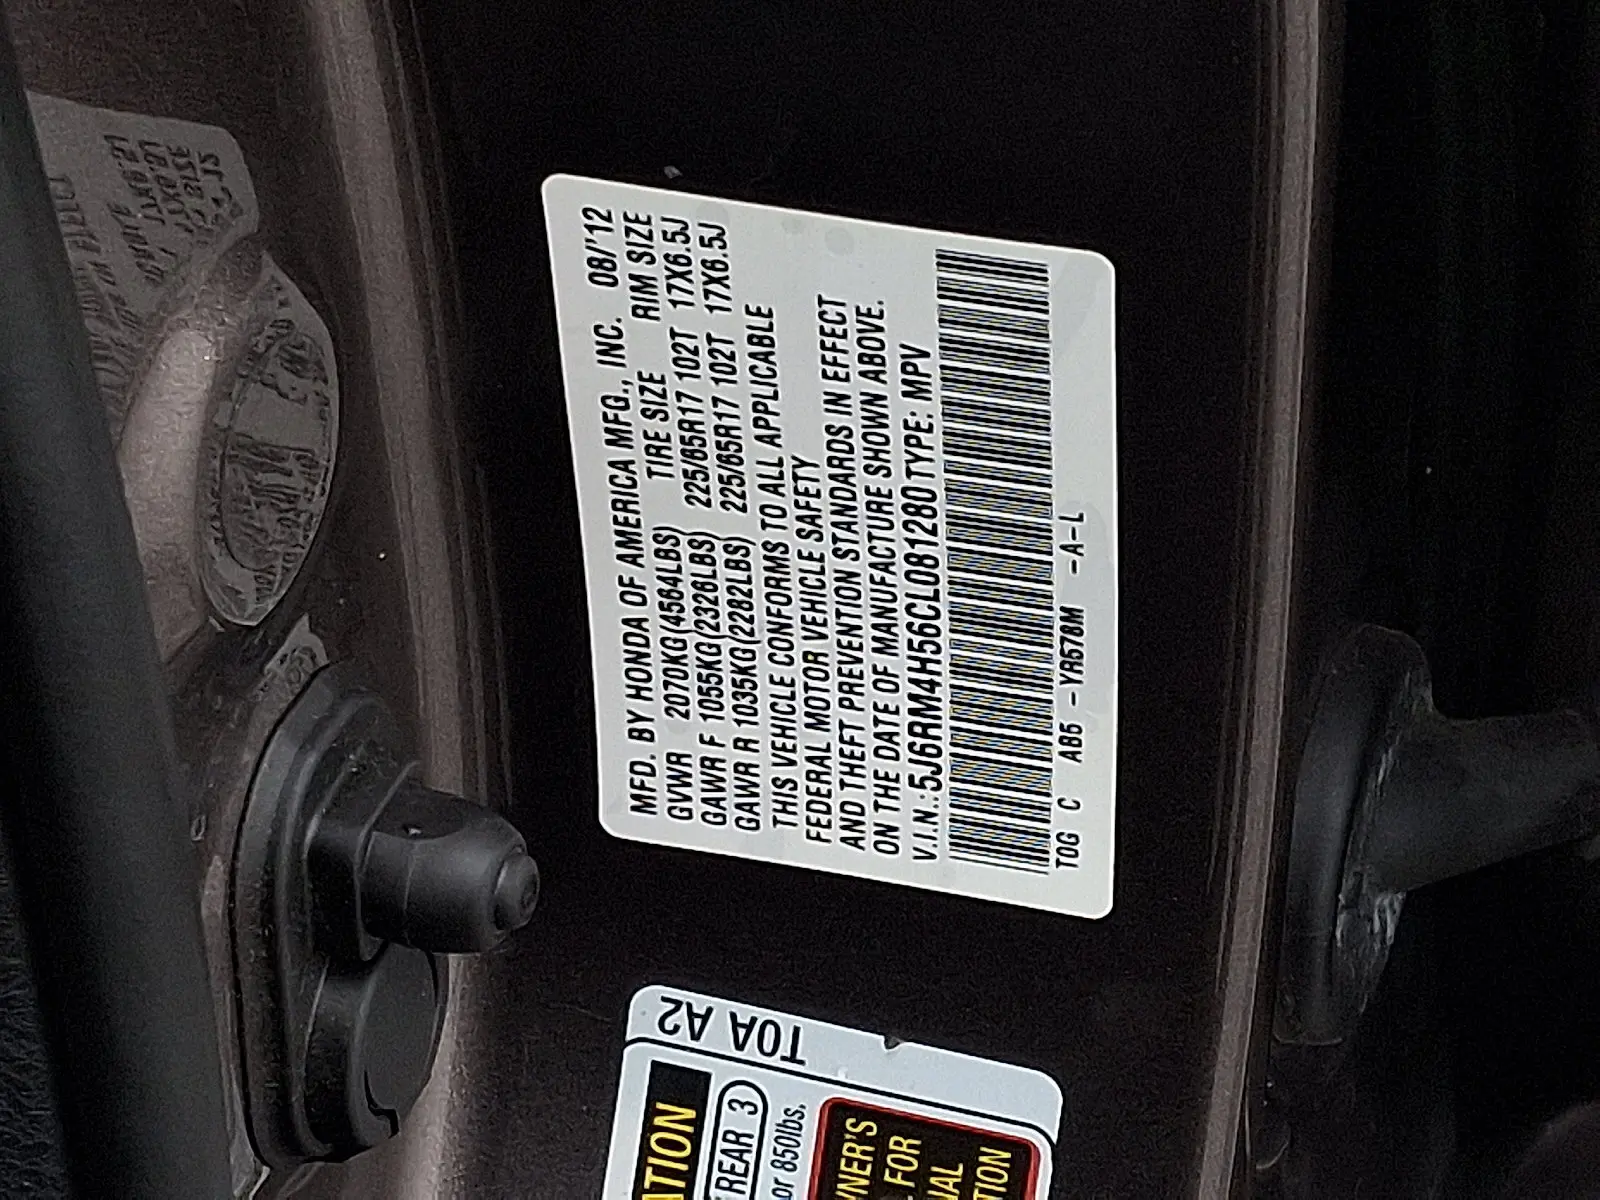 MFD. BY HONDA OF AMERICA MFG., INC. 08/'12
GVWR 2070KG(4564LBS) TIRE SIZE RIM SIZE
GAWR F 1055KG(2326LBS) 225/65R17 102T 17X6.5J
GAWR R 1035KG(2282LBS) 225/65R17 102T 17X6.5J
THIS VEHICLE CONFORMS TO ALL APPLICABLE
FEDERAL MOTOR VEHICLE SAFETY
AND THEFT PREVENTION STANDARDS IN EFFECT
ON THE DATE OF MANUFACTURE SHOWN ABOVE.
V.I.N.:5J6RM4H56CL081280 TYPE: MPV
TOG C AB5 -YR578M -A-L
TOA A2
REAR 3
or 850lbs.